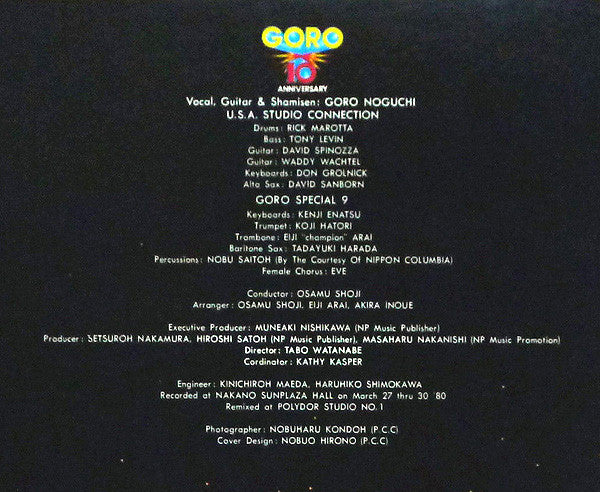 GORO
10
ANNIVERSARY
Vocal, Guitar & Shamisen: GORO NOGUCHI
U.S.A. STUDIO CONNECTION
Drums: RICK MAROTTA
Bass: TONY LEVIN
Guitar: DAVID SPINOZZA
Guitar: WADDY WACHTEL
Keyboards: DON GROLNICK
Alto Sax: DAVID SANBORN
GORO SPECIAL 9
Keyboards: KENJI ENATSU
Trumpet: KOJI HATORI
Trombone: EIJI "champion" ARAI
Baritone Sax: TADAYUKI HARADA
Percussions: NOBU SAITOH (By The Courtesy Of NIPPON COLUMBIA)
Female Chorus: EVE
Conductor: OSAMU SHOJI
Arranger: OSAMU SHOJI, EIJI ARAI, AKIRA INOUE
Executive Producer: MUNEAKI NISHIKAWA (NP Music Publisher)
Producer: SETSUROH NAKAMURA, HIROSHI SATOH (NP Music Publisher), MASAHARU NAKANISHI (NP Music Promotion)
Director: TABO WATANABE
Cordinator: KATHY KASPER
Engineer: KINICHIROH MAEDA, HARUHIKO SHIMOKAWA
Recorded at NAKANO SUNPLAZA HALL on March 27 thru 30 '80
Remixed at POLYDOR STUDIO NO.1
Photographer: NOBUHARU KONDOH (P.C.C)
Cover Design: NOBUO HIRONO (P.C.C)